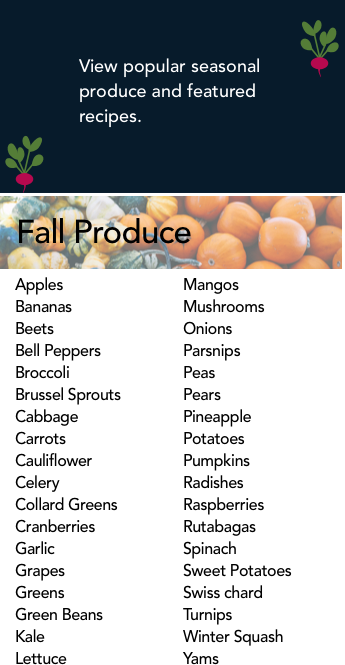 View popular seasonal
produce and featured
recipes.
Fall Produce
Apples
Bananas
Beets
Bell Peppers
Broccoli
Brussel Sprouts
Cabbage
Carrots
Cauliflower
Celery
Collard Greens
Cranberries
Garlic
Grapes
Greens
Green Beans
Kale
Lettuce
Mangos
Mushrooms
Onions
Parsnips
Peas
Pears
Pineapple
Potatoes
Pumpkins
Radishes
Raspberries
Rutabagas
Spinach
Sweet Potatoes
Swiss chard
Turnips
Winter Squash
Yams